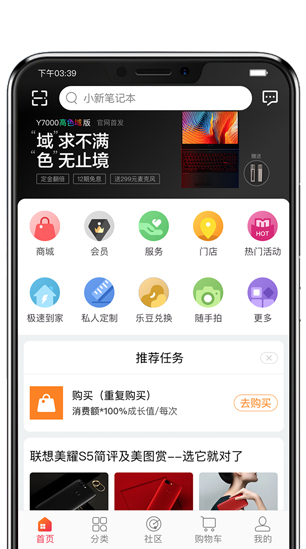 下午03:39
小新笔记本
Y7000高色域版 官网首发
“域”求不满
“色”无止境
定金翻倍 12期免息 送299元麦克风
赠送
商城 会员 服务 门店 HOT 热门活动
极速到家 私人定制 乐豆兑换 随手拍 更多
推荐任务
购买（重复购买）
消费额*100%成长值/每次
去购买
联想美耀S5简评及美图赏--选它就对了
首页 分类 社区 购物车 我的